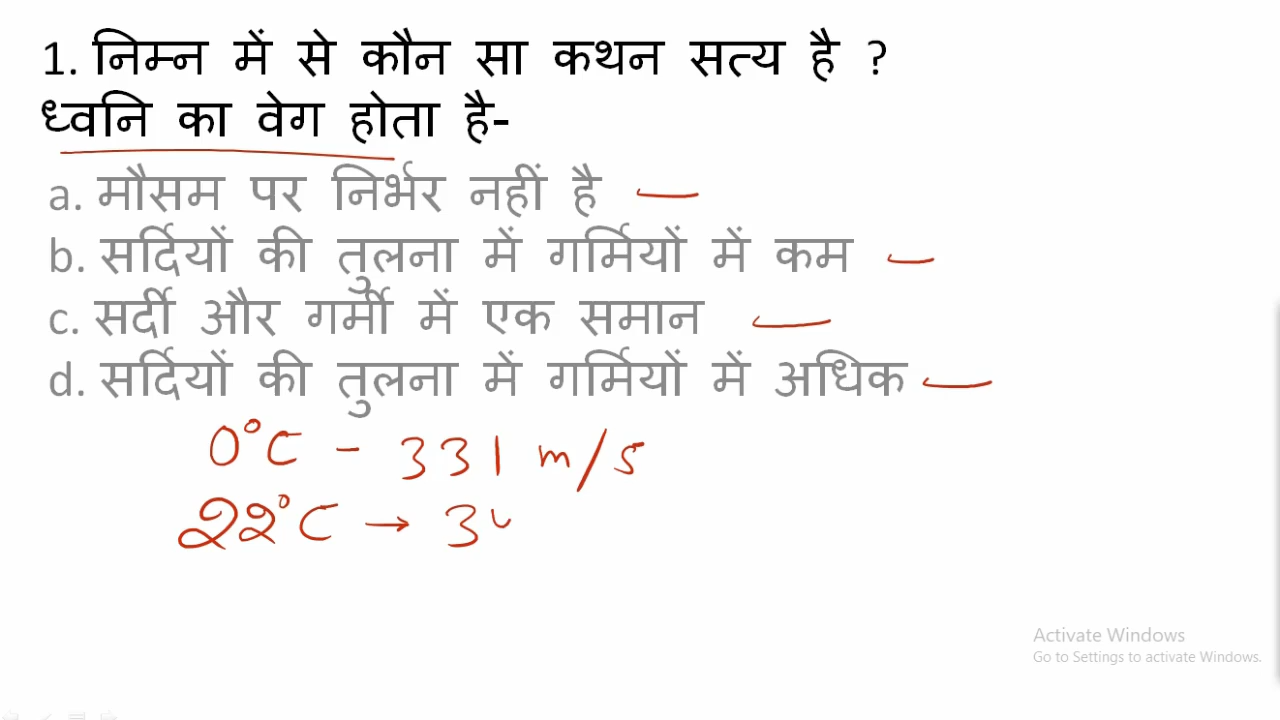 1. निम्न में से कौन सा कथन सत्य है ?
ध्वनि का वेग होता है-
a. मौसम पर निर्भर नहीं है
b. सर्दियों की तुलना में गर्मियों में कम
c. सर्दी और गर्मी में एक समान
d. सर्दियों की तुलना में गर्मियों में अधिक
0°C - 331 m/s
22°C → 3
Activate Windows
Go to Settings to activate Windows.